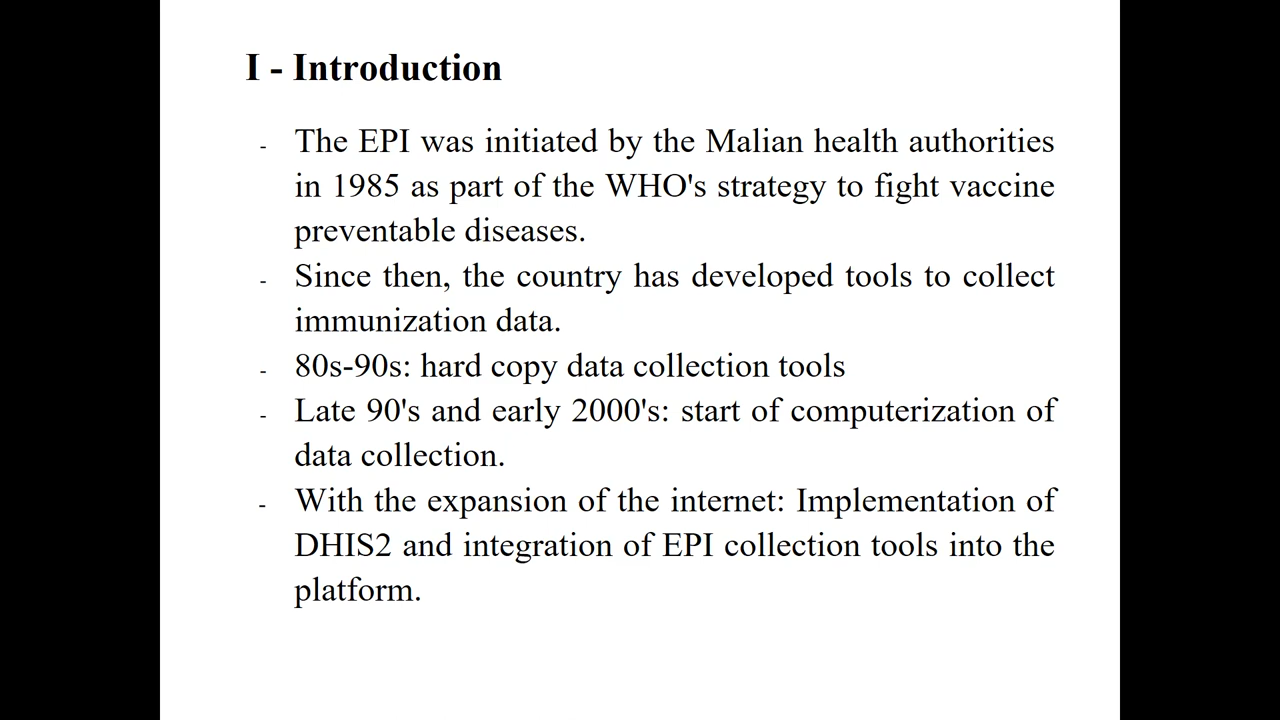 I - Introduction
- The EPI was initiated by the Malian health authorities
in 1985 as part of the WHO's strategy to fight vaccine
preventable diseases.
- Since then, the country has developed tools to collect
immunization data.
- 80s-90s: hard copy data collection tools
- Late 90's and early 2000's: start of computerization of
data collection.
- With the expansion of the internet: Implementation of
DHIS2 and integration of EPI collection tools into the
platform.